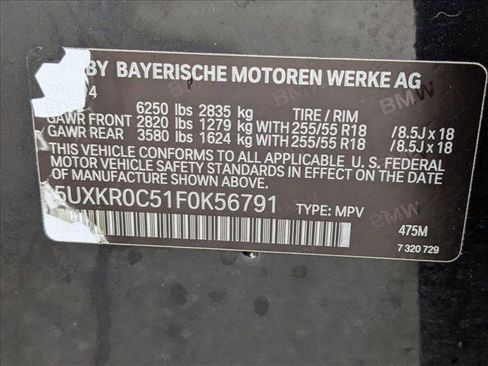 BY BAYERISCHE MOTOREN WERKE AG
4
6250 lbs 2835 kg TIRE / RIM
GAWR FRONT 2820 lbs 1279 kg WITH 255/55 R18 /8.5J x 18
GAWR REAR 3580 lbs 1624 kg WITH 255/55 R18 /8.5J x 18
THIS VEHICLE CONFORMS TO ALL APPLICABLE U. S. FEDERAL
MOTOR VEHICLE SAFETY STANDARDS IN EFFECT ON THE DATE
OF MANUFACTURE SHOWN ABOVE.
5UXKR0C51F0K56791 TYPE: MPV
475M
7 320 729